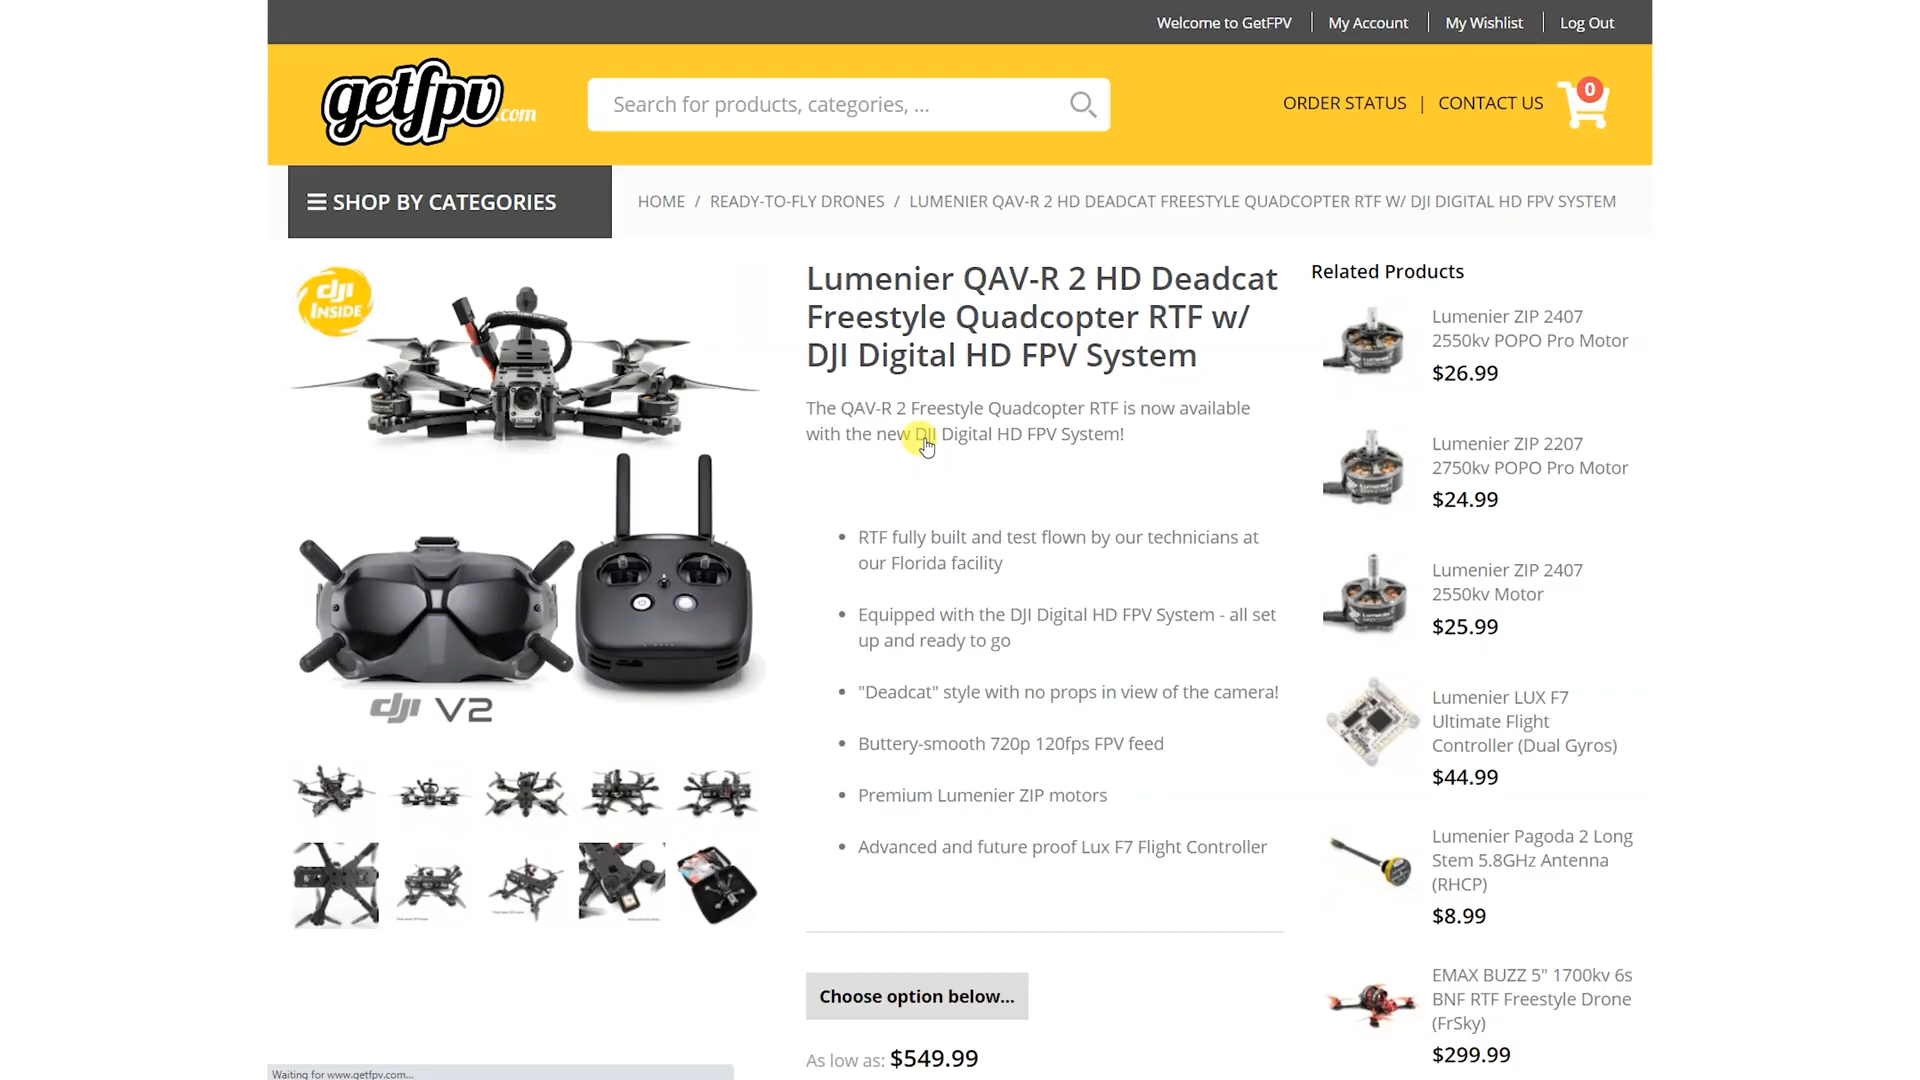 Welcome to GetFPV
My Account
My Wishlist
Log Out
getfpv.com
Search for products, categories, ...
ORDER STATUS | CONTACT US
0
SHOP BY CATEGORIES
HOME / READY-TO-FLY DRONES / LUMENIER QAV-R 2 HD DEADCAT FREESTYLE QUADCOPTER RTF W/ DJI DIGITAL HD FPV SYSTEM
dji
INSIDE
dji V2
Lumenier QAV-R 2 HD Deadcat
Freestyle Quadcopter RTF w/
DJI Digital HD FPV System
The QAV-R 2 Freestyle Quadcopter RTF is now available
with the new DJI Digital HD FPV System!
• RTF fully built and test flown by our technicians at
our Florida facility
• Equipped with the DJI Digital HD FPV System - all set
up and ready to go
• "Deadcat" style with no props in view of the camera!
• Buttery-smooth 720p 120fps FPV feed
• Premium Lumenier ZIP motors
• Advanced and future proof Lux F7 Flight Controller
Choose option below...
As low as: $549.99
Related Products
Lumenier ZIP 2407
2550kv POPO Pro Motor
$26.99
Lumenier ZIP 2207
2750kv POPO Pro Motor
$24.99
Lumenier ZIP 2407
2550kv Motor
$25.99
Lumenier LUX F7
Ultimate Flight
Controller (Dual Gyros)
$44.99
Lumenier Pagoda 2 Long
Stem 5.8GHz Antenna
(RHCP)
$8.99
EMAX BUZZ 5" 1700kv 6s
BNF RTF Freestyle Drone
(FrSky)
$299.99
Waiting for www.getfpv.com...